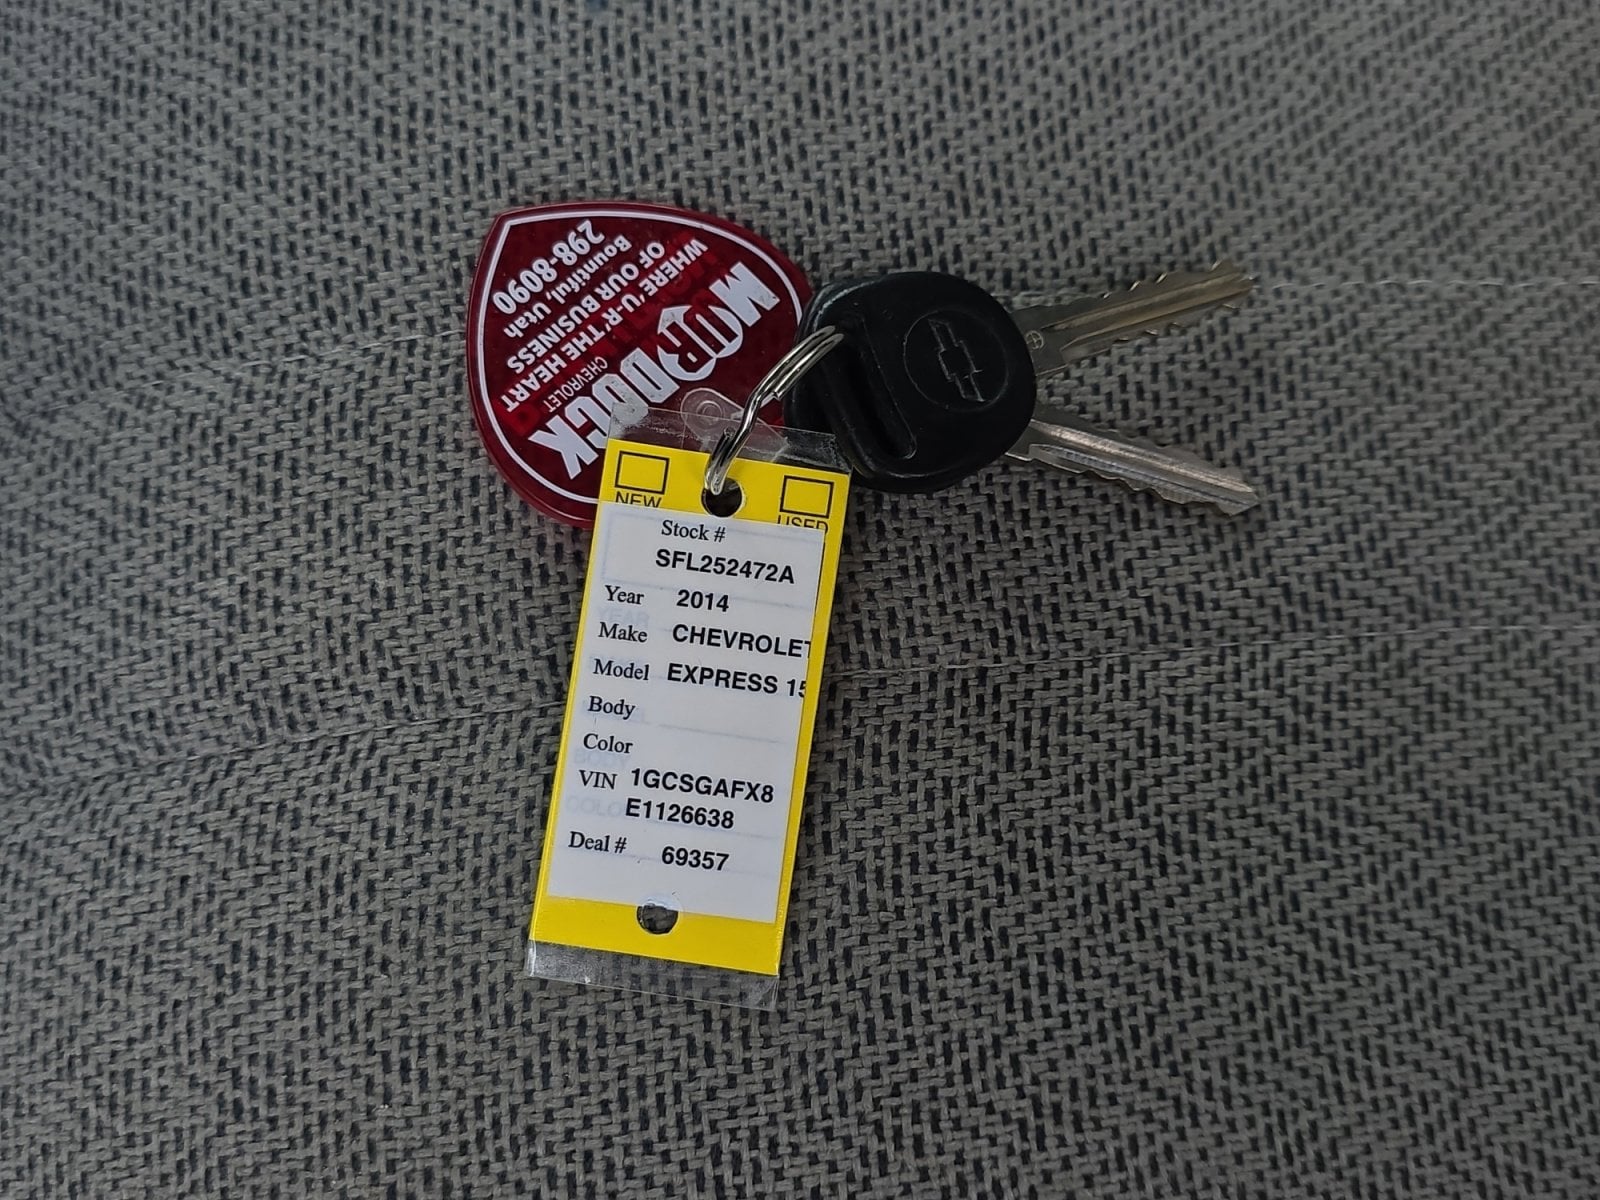 MURDOCK
CHEVROLET
WHERE 'U-R' THE HEART
OF OUR BUSINESS
Bountiful, Utah
298-8090
NEW
USED
Stock #
SFL252472A
Year 2014
Make CHEVROLET
Model EXPRESS 15
Body
Color
VIN 1GCSGAFX8
E1126638
Deal # 69357